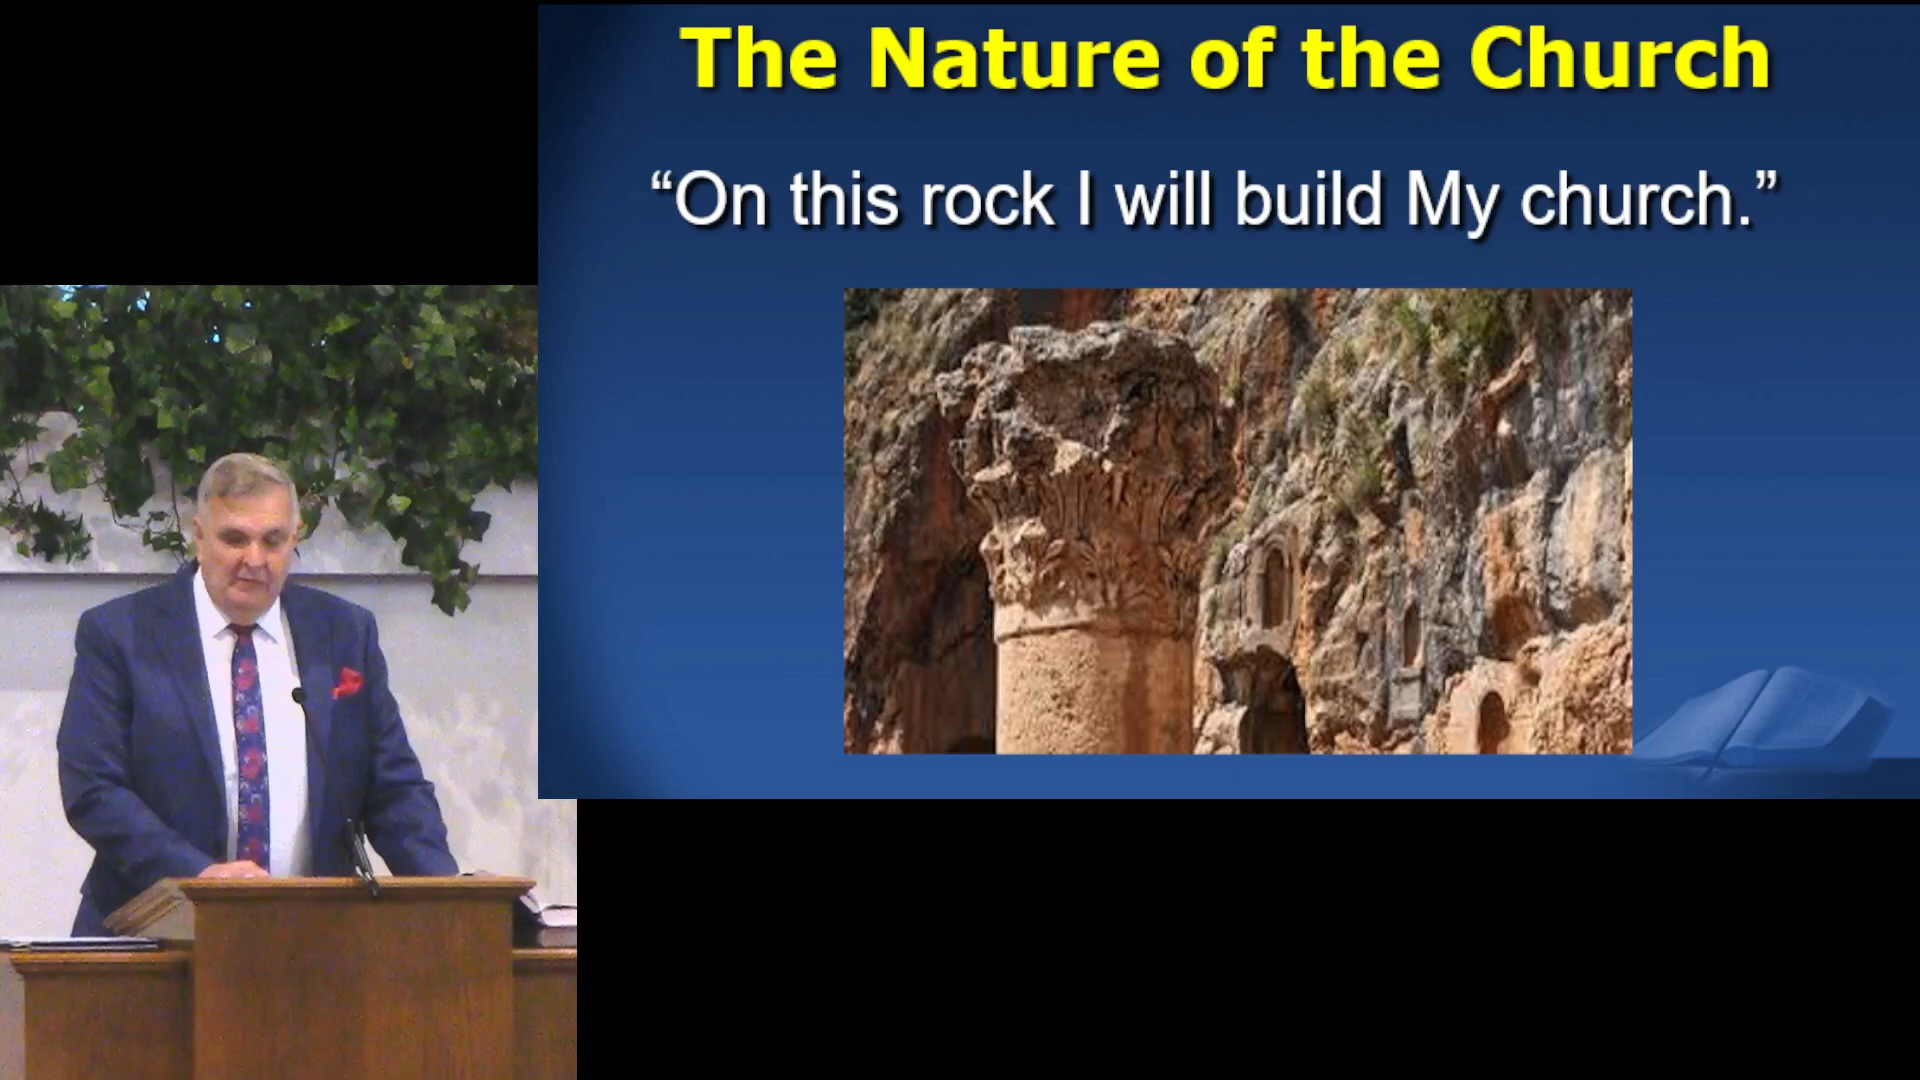 The Nature of the Church
“On this rock I will build My church.”